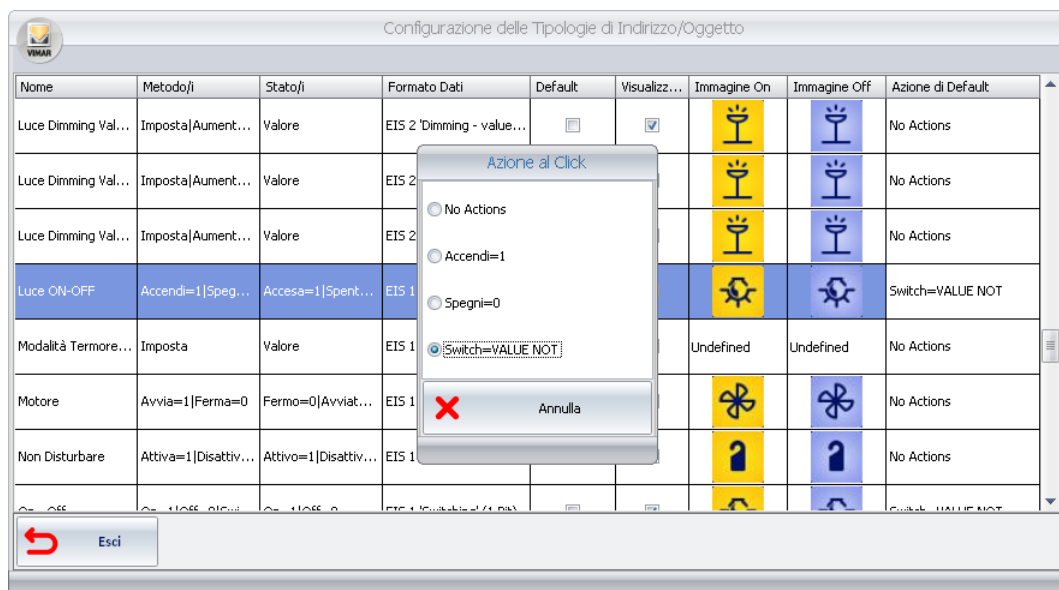 Configurazione delle Tipologie di Indirizzo/Oggetto
VIMAR
Nome Metodo/i Stato/i Formato Dati Default Visualizz... Immagine On Immagine Off Azione di Default
Luce Dimming Val... Imposta|Aument... Valore EIS 2 'Dimming - value... No Actions
Luce Dimming Val... Imposta|Aument... Valore EIS 2 No Actions
Luce Dimming Val... Imposta|Aument... Valore EIS 2 No Actions
Luce ON-OFF Accendi=1|Speg... Accesa=1|Spent... EIS 1 Switch=VALUE NOT
Modalità Termore... Imposta Valore EIS 1 Undefined Undefined No Actions
Motore Avvia=1|Ferma=0 Fermo=0|Avviat... EIS 1 No Actions
Non Disturbare Attiva=1|Disattiv... Attivo=1|Disattiv... EIS 1 No Actions
Azione al Click
No Actions
Accendi=1
Spegni=0
Switch=VALUE NOT
Annulla
Esci